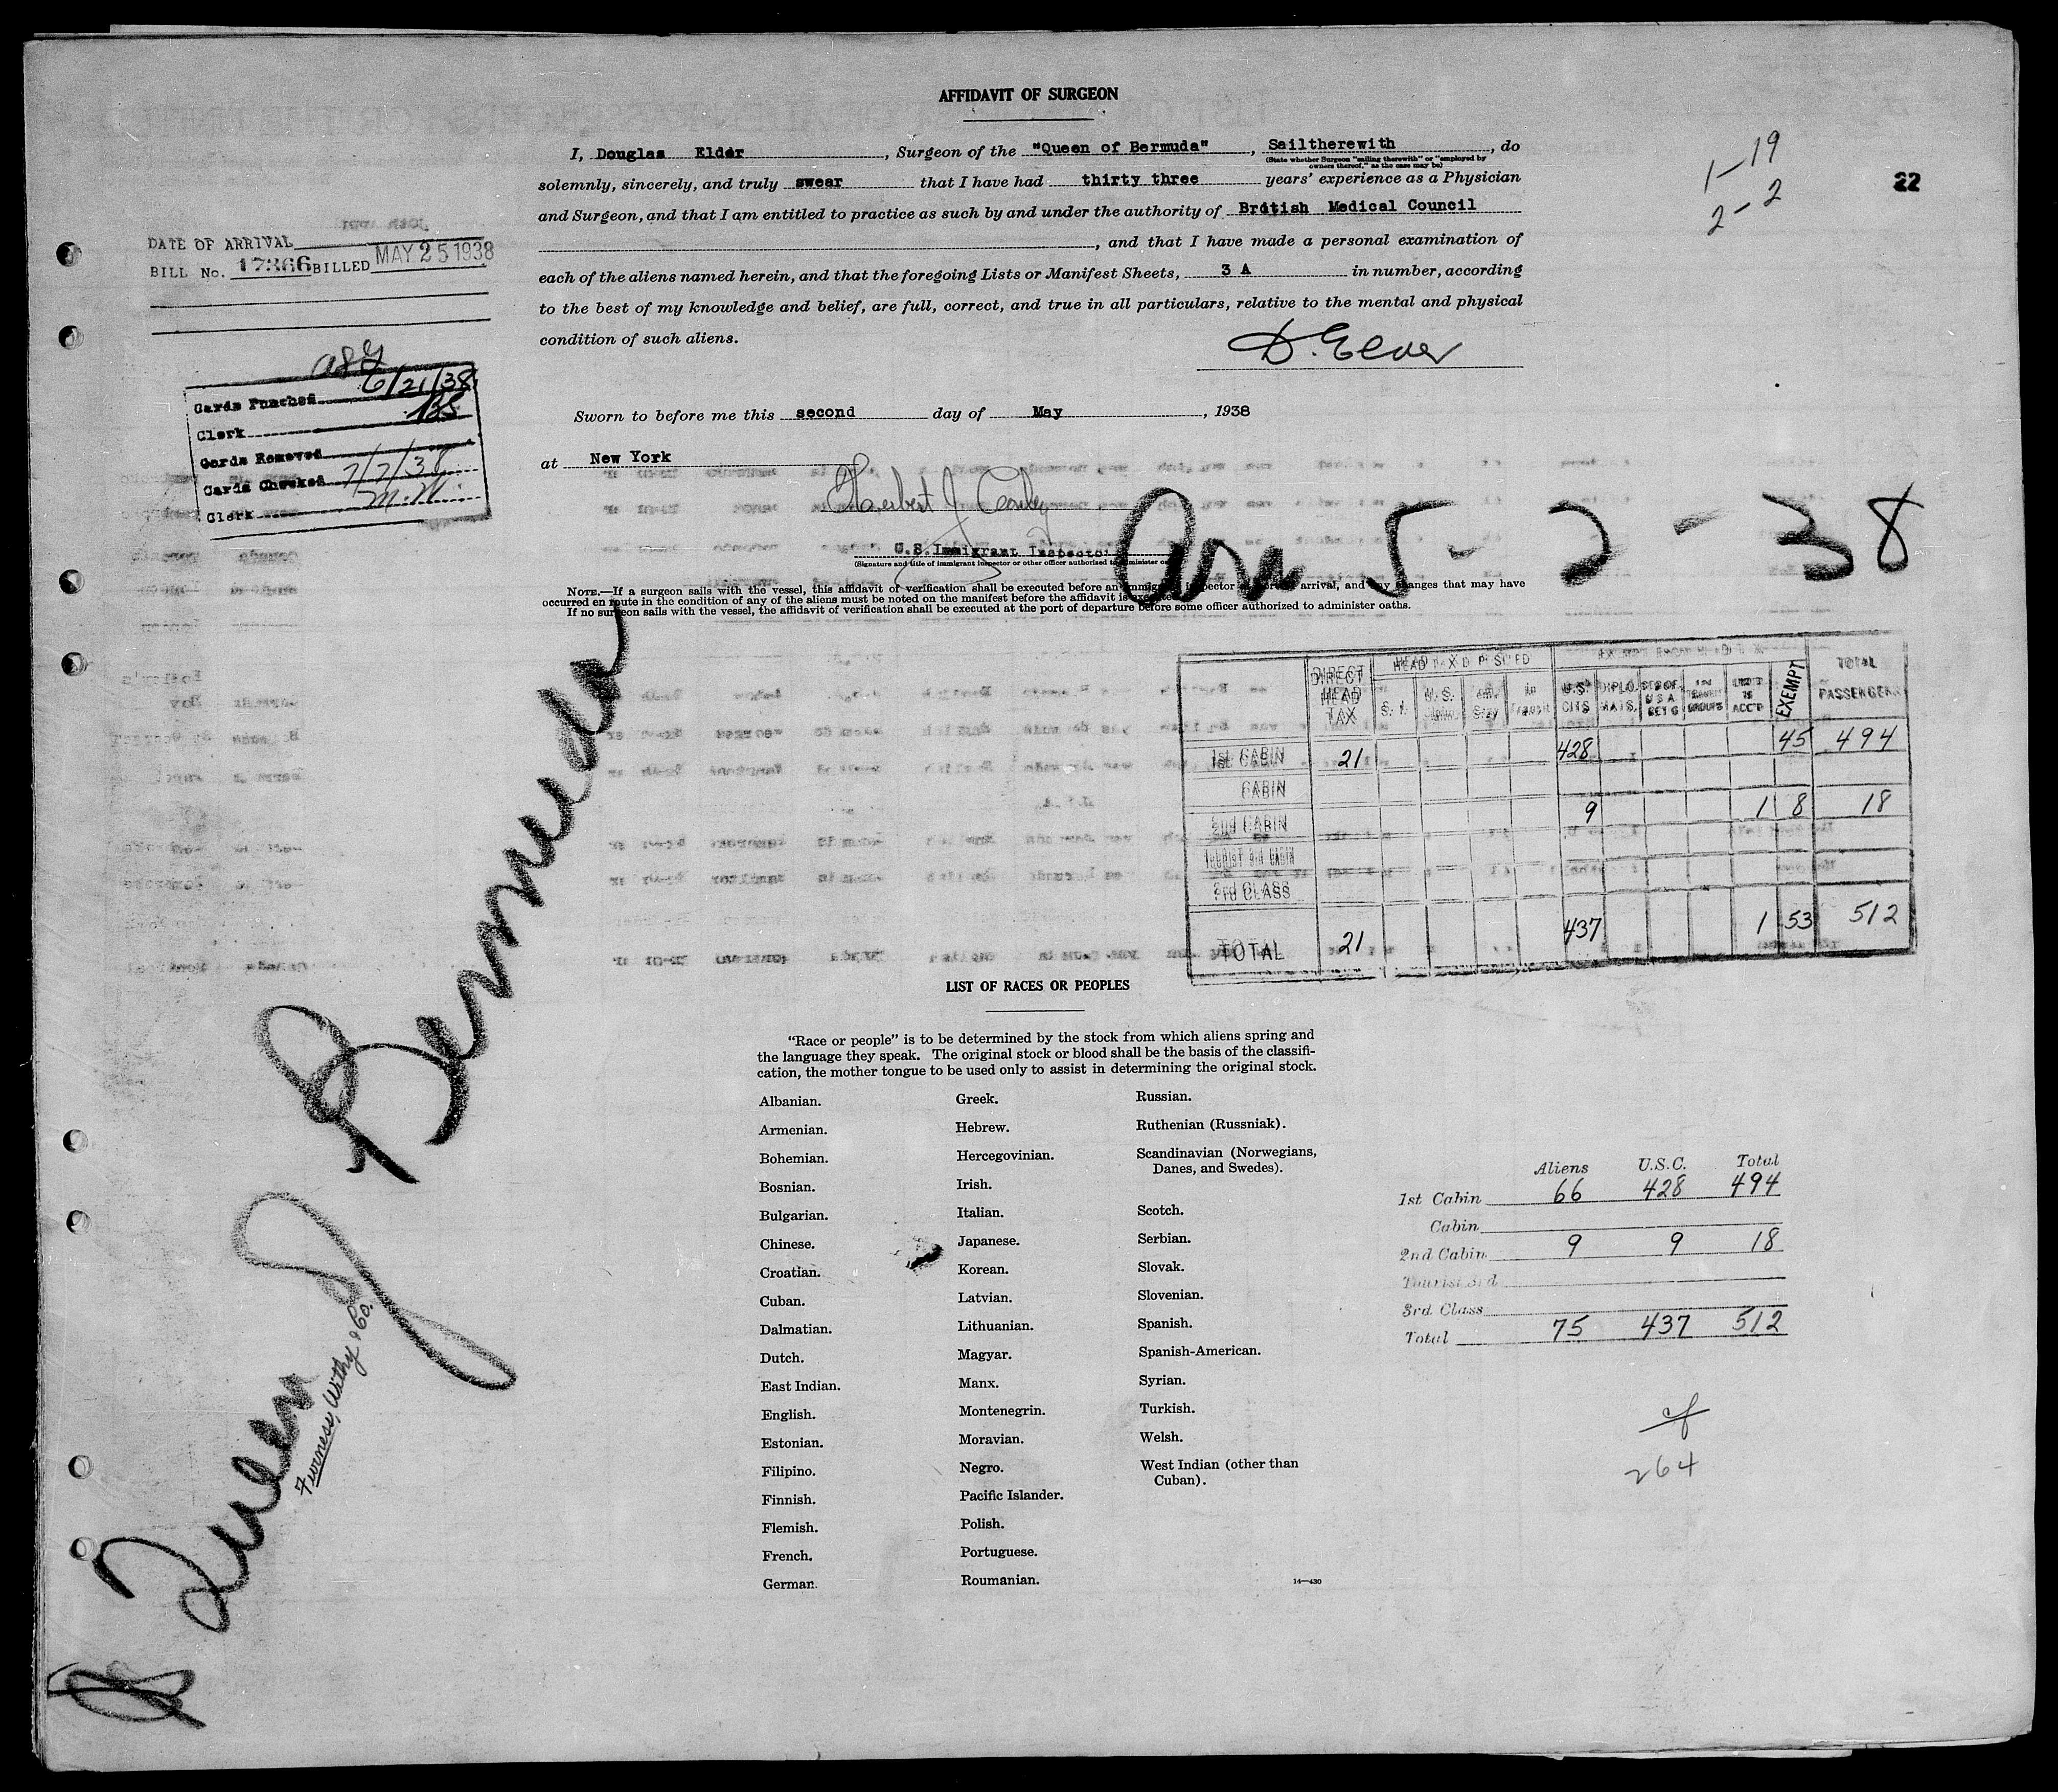 AFFIDAVIT OF SURGEON
I, Douglas Elder, Surgeon of the "Queen of Bermuda", Sailtherewith, do
(State whether Surgeon "sailing therewith" or "employed by
owners thereof," as the case may be)
solemnly, sincerely, and truly swear that I have had thirty three years' experience as a Physician
and Surgeon, and that I am entitled to practice as such by and under the authority of British Medical Council
, and that I have made a personal examination of
each of the aliens named herein, and that the foregoing Lists or Manifest Sheets, 3 A in number, according
to the best of my knowledge and belief, are full, correct, and true in all particulars, relative to the mental and physical
condition of such aliens.
D. Elder
1-19
2-2
22
DATE OF ARRIVAL
BILL No. 17366 BILLED MAY 25 1938
Cards Punched 6/21/38
Clerk
Cards Removed
Cards Checked 7/7/38
Clerk M.M.
Sworn to before me this second day of May, 1938
at New York
Herbert J.
U.S. Immigrant Inspector
(Signature and title of immigrant inspector or other officer authorized to administer
Arr 5-2-38
NOTE.—If a surgeon sails with the vessel, this affidavit of verification shall be executed before an immigrant inspector arrival, and any changes that may have
occurred en route in the condition of any of the aliens must be noted on the manifest before the affidavit is executed
If no surgeon sails with the vessel, the affidavit of verification shall be executed at the port of departure before some officer authorized to administer oaths.
Queen of Bermuda
Furness, Withy & Co.
DIRECT HEAD TAX
U.S. CITS
EXEMPT
TOTAL PASSENGERS
1st CABIN 21 428 45 494
CABIN
2nd CABIN 9 1 8 18
TOURIST 3rd CABIN
3rd CLASS
TOTAL 21 437 1 53 512
LIST OF RACES OR PEOPLES
"Race or people" is to be determined by the stock from which aliens spring and
the language they speak. The original stock or blood shall be the basis of the classifi-
cation, the mother tongue to be used only to assist in determining the original stock.
Albanian.
Armenian.
Bohemian.
Bosnian.
Bulgarian.
Chinese.
Croatian.
Cuban.
Dalmatian.
Dutch.
East Indian.
English.
Estonian.
Filipino.
Finnish.
Flemish.
French.
German.
Greek.
Hebrew.
Hercegovinian.
Irish.
Italian.
Japanese.
Korean.
Latvian.
Lithuanian.
Magyar.
Manx.
Montenegrin.
Moravian.
Negro.
Pacific Islander.
Polish.
Portuguese.
Roumanian.
Russian.
Ruthenian (Russniak).
Scandinavian (Norwegians,
Danes, and Swedes).
Scotch.
Serbian.
Slovak.
Slovenian.
Spanish.
Spanish-American.
Syrian.
Turkish.
Welsh.
West Indian (other than
Cuban).
14—430
Aliens U.S.C. Total
1st Cabin 66 428 494
Cabin
2nd Cabin 9 9 18
Tourist 3rd
3rd Class
Total 75 437 512
264